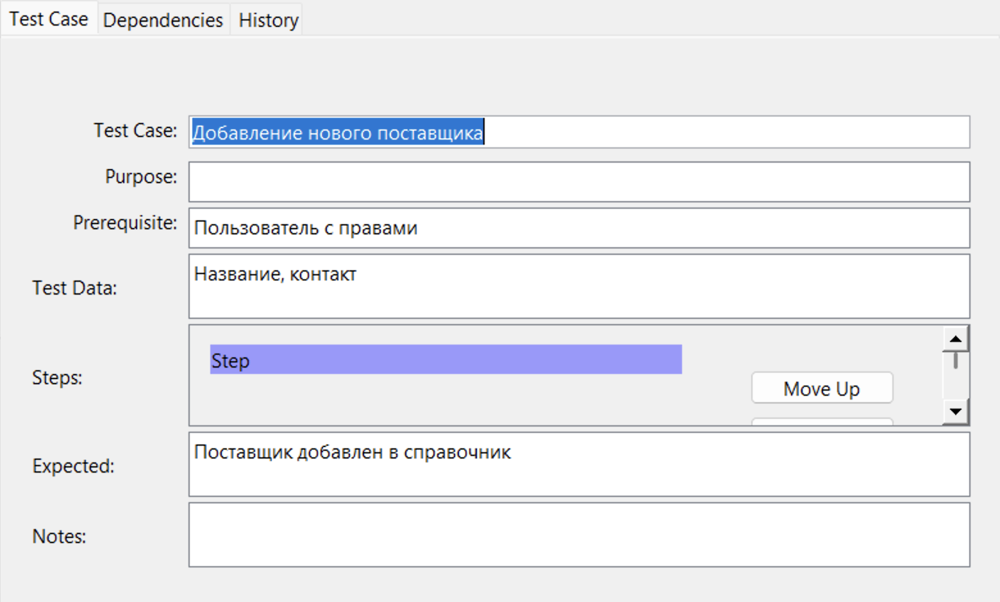 Test Case Dependencies History
Test Case: Добавление нового поставщика
Purpose:
Prerequisite: Пользователь с правами
Test Data: Название, контакт
Steps: Step
Move Up
Expected: Поставщик добавлен в справочник
Notes: